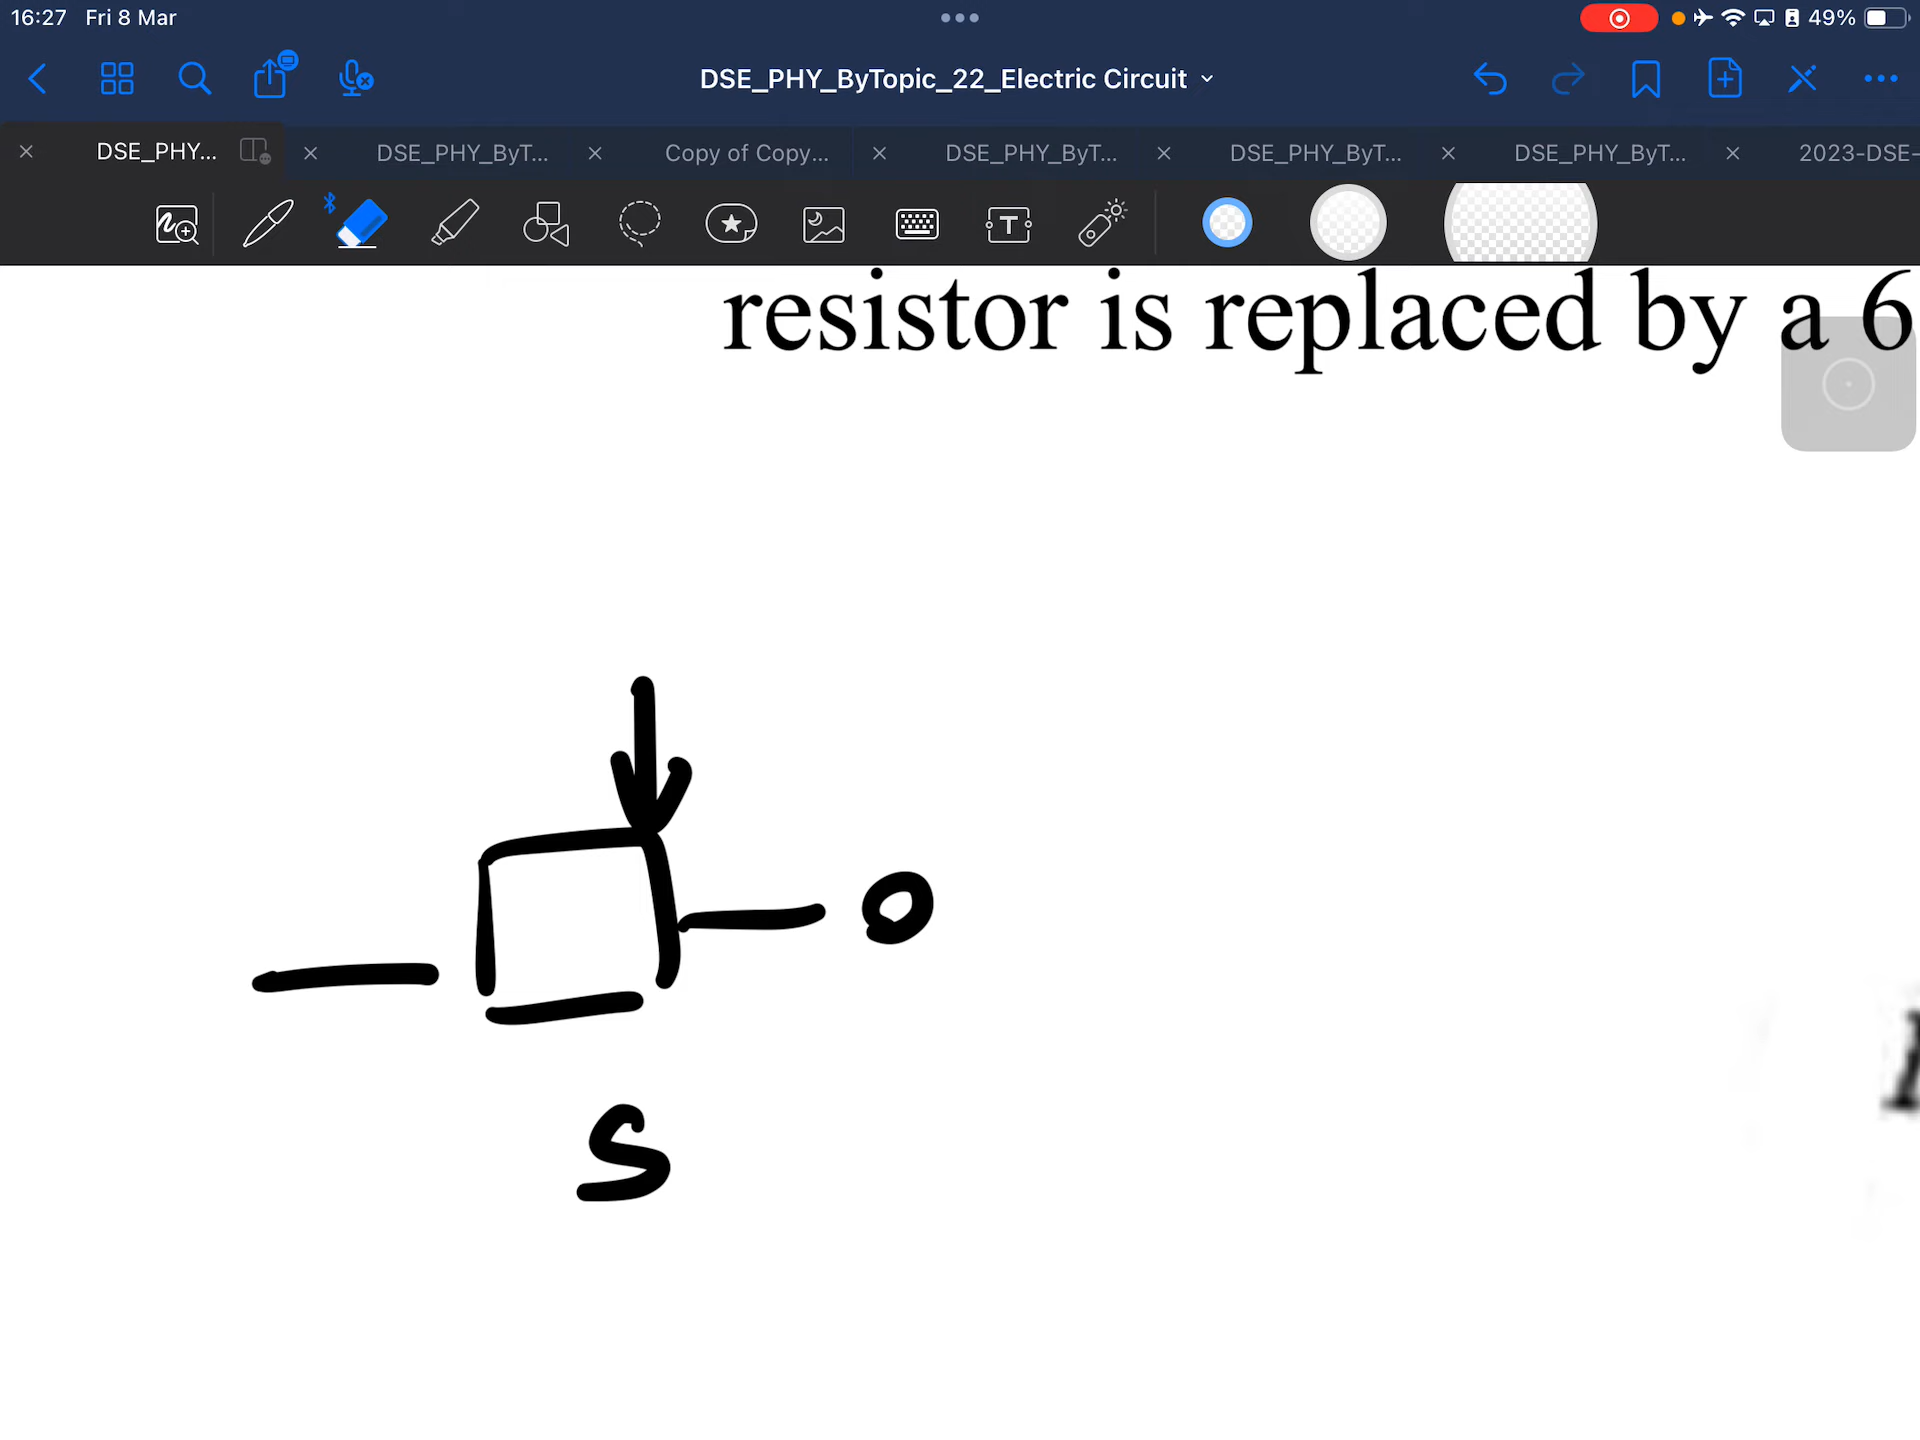 16:27 Fri 8 Mar 49%
DSE_PHY_ByTopic_22_Electric Circuit
DSE_PHY... DSE_PHY_ByT... Copy of Copy... DSE_PHY_ByT... DSE_PHY_ByT... DSE_PHY_ByT... 2023-DSE-
T
resistor is replaced by a 6
O
S